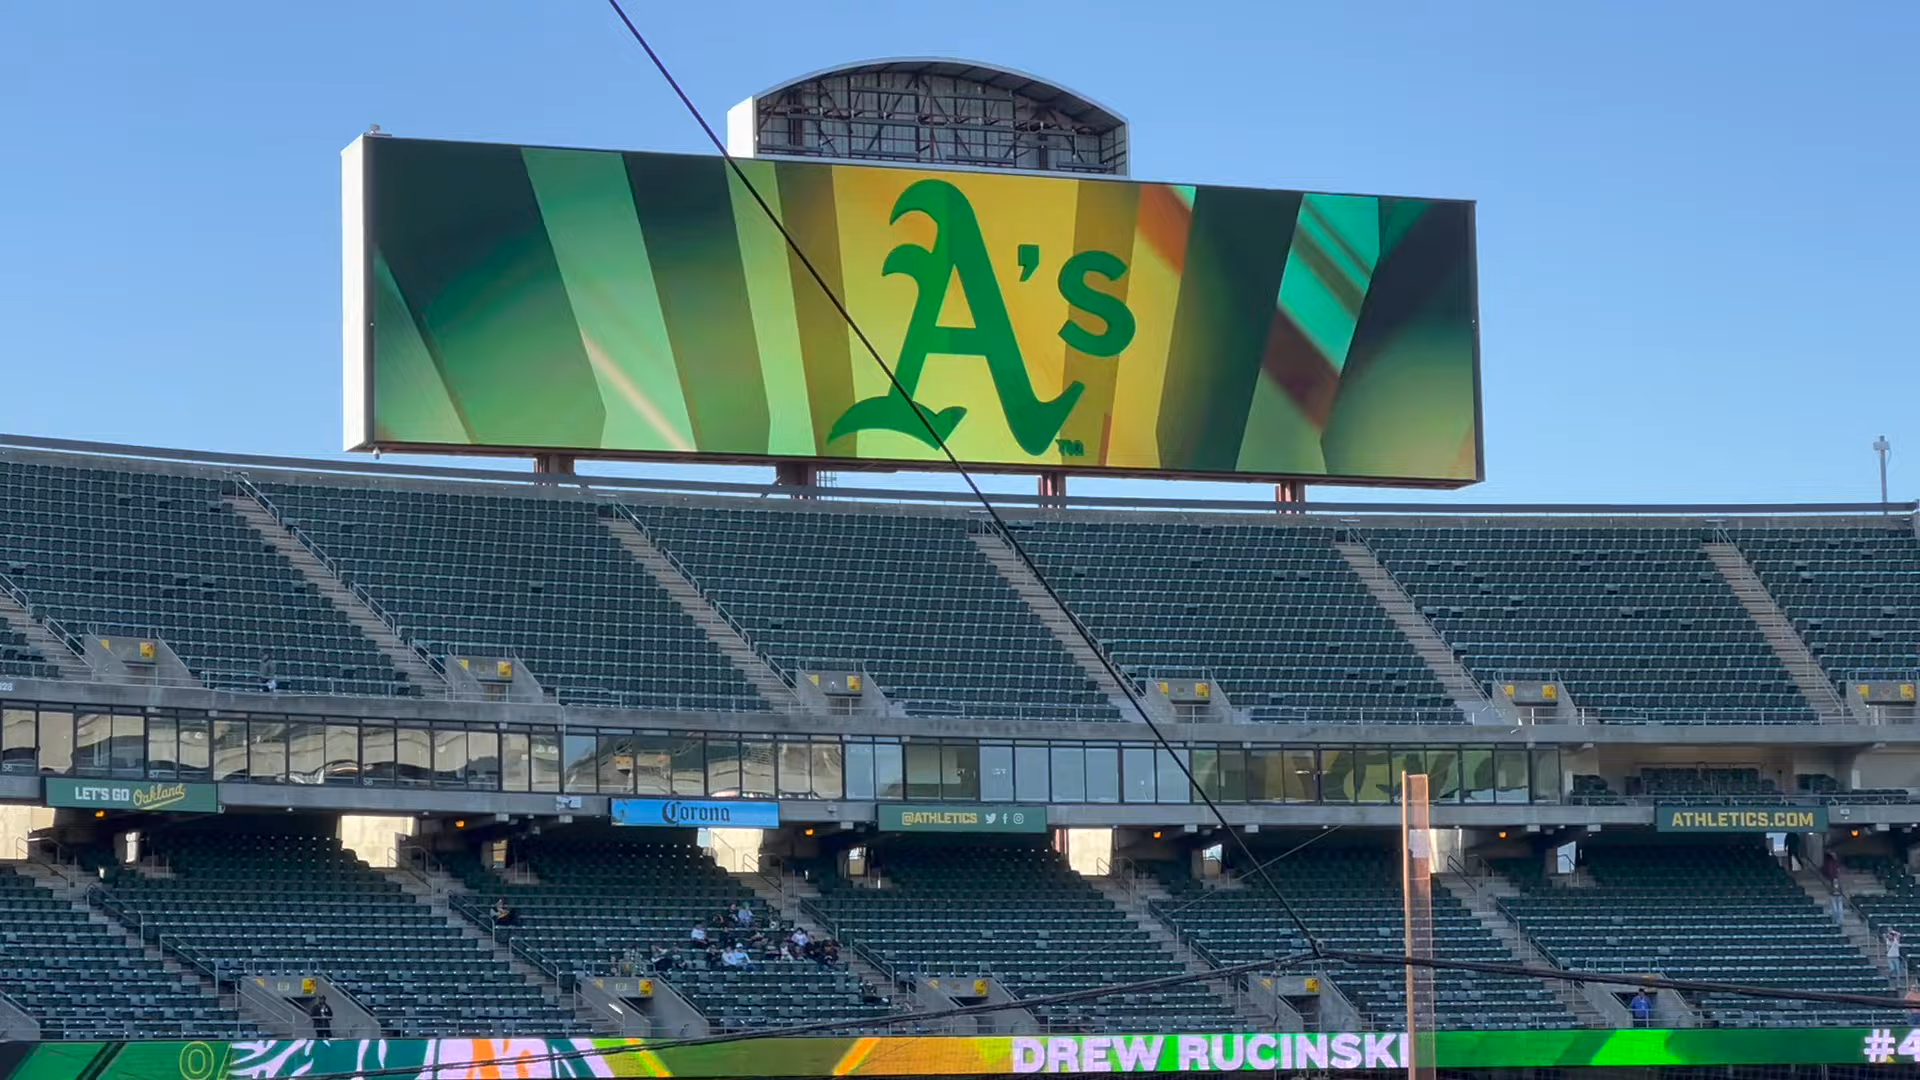 A's
LET'S GO Oakland
Corona
@ATHLETICS
ATHLETICS.COM
DREW RUCINSKI
#4